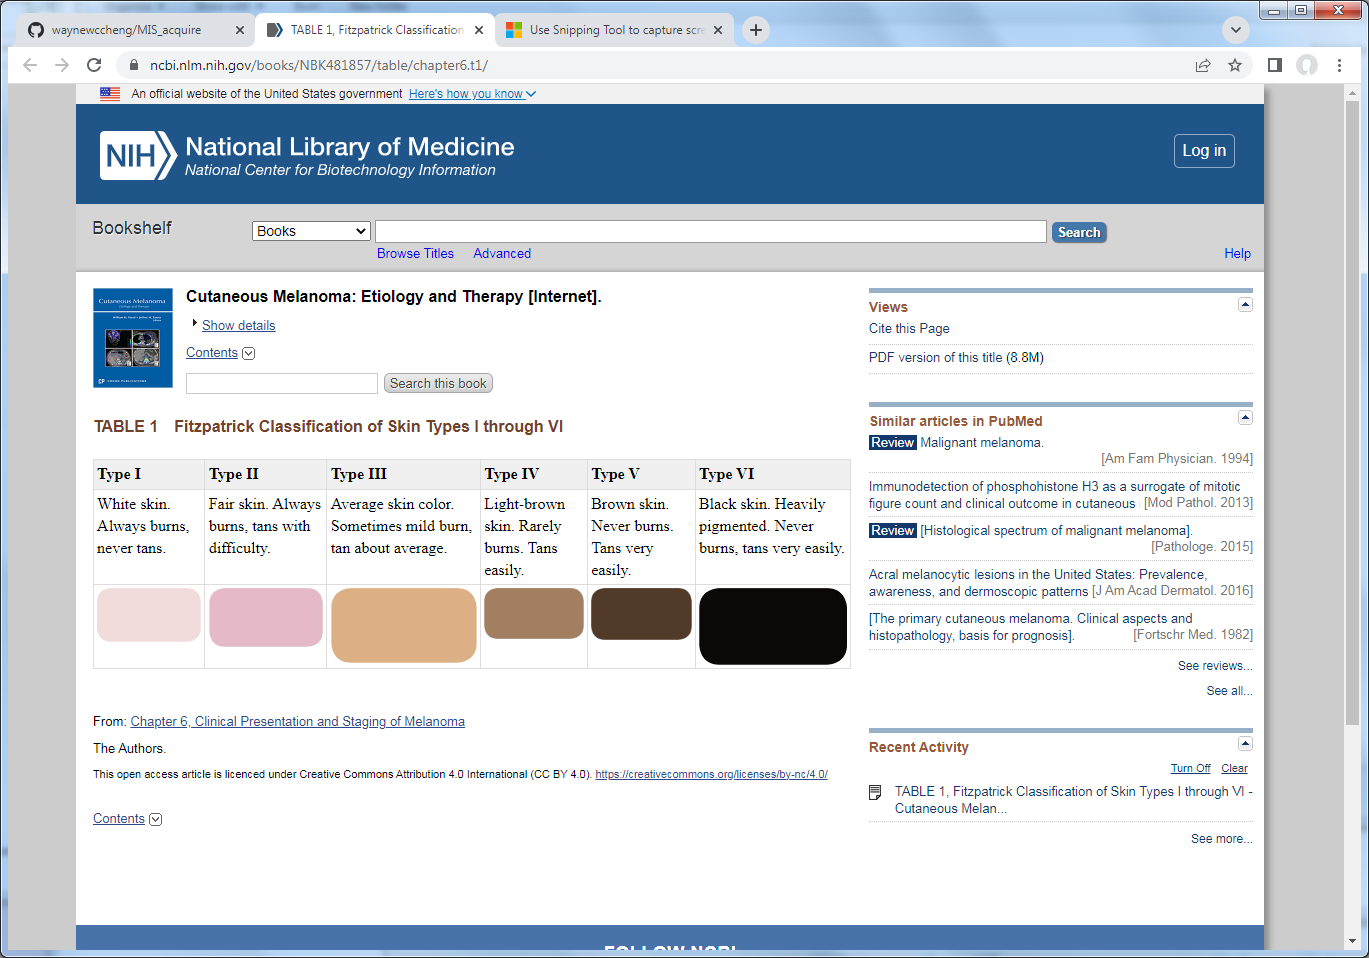 waynewccheng/MIS_acquire
TABLE 1, Fitzpatrick Classification
Use Snipping Tool to capture scre
ncbi.nlm.nih.gov/books/NBK481857/table/chapter6.t1/
An official website of the United States government Here's how you know
NIH National Library of Medicine
National Center for Biotechnology Information
Log in
Bookshelf
Books
Search
Browse Titles Advanced
Help
Cutaneous Melanoma
Cutaneous Melanoma: Etiology and Therapy [Internet].
Show details
Contents
Search this book
TABLE 1 Fitzpatrick Classification of Skin Types I through VI
Type I Type II Type III Type IV Type V Type VI
White skin. Always burns, never tans.
Fair skin. Always burns, tans with difficulty.
Average skin color. Sometimes mild burn, tan about average.
Light-brown skin. Rarely burns. Tans easily.
Brown skin. Never burns. Tans very easily.
Black skin. Heavily pigmented. Never burns, tans very easily.
From: Chapter 6, Clinical Presentation and Staging of Melanoma
The Authors.
This open access article is licenced under Creative Commons Attribution 4.0 International (CC BY 4.0). https://creativecommons.org/licenses/by-nc/4.0/
Contents
Views
Cite this Page
PDF version of this title (8.8M)
Similar articles in PubMed
Review Malignant melanoma.
[Am Fam Physician. 1994]
Immunodetection of phosphohistone H3 as a surrogate of mitotic
figure count and clinical outcome in cutaneous [Mod Pathol. 2013]
Review [Histological spectrum of malignant melanoma].
[Pathologe. 2015]
Acral melanocytic lesions in the United States: Prevalence,
awareness, and dermoscopic patterns [J Am Acad Dermatol. 2016]
[The primary cutaneous melanoma. Clinical aspects and
histopathology, basis for prognosis]. [Fortschr Med. 1982]
See reviews...
See all...
Recent Activity
Turn Off Clear
TABLE 1, Fitzpatrick Classification of Skin Types I through VI -
Cutaneous Melan...
See more...
FOLLOW NCBI